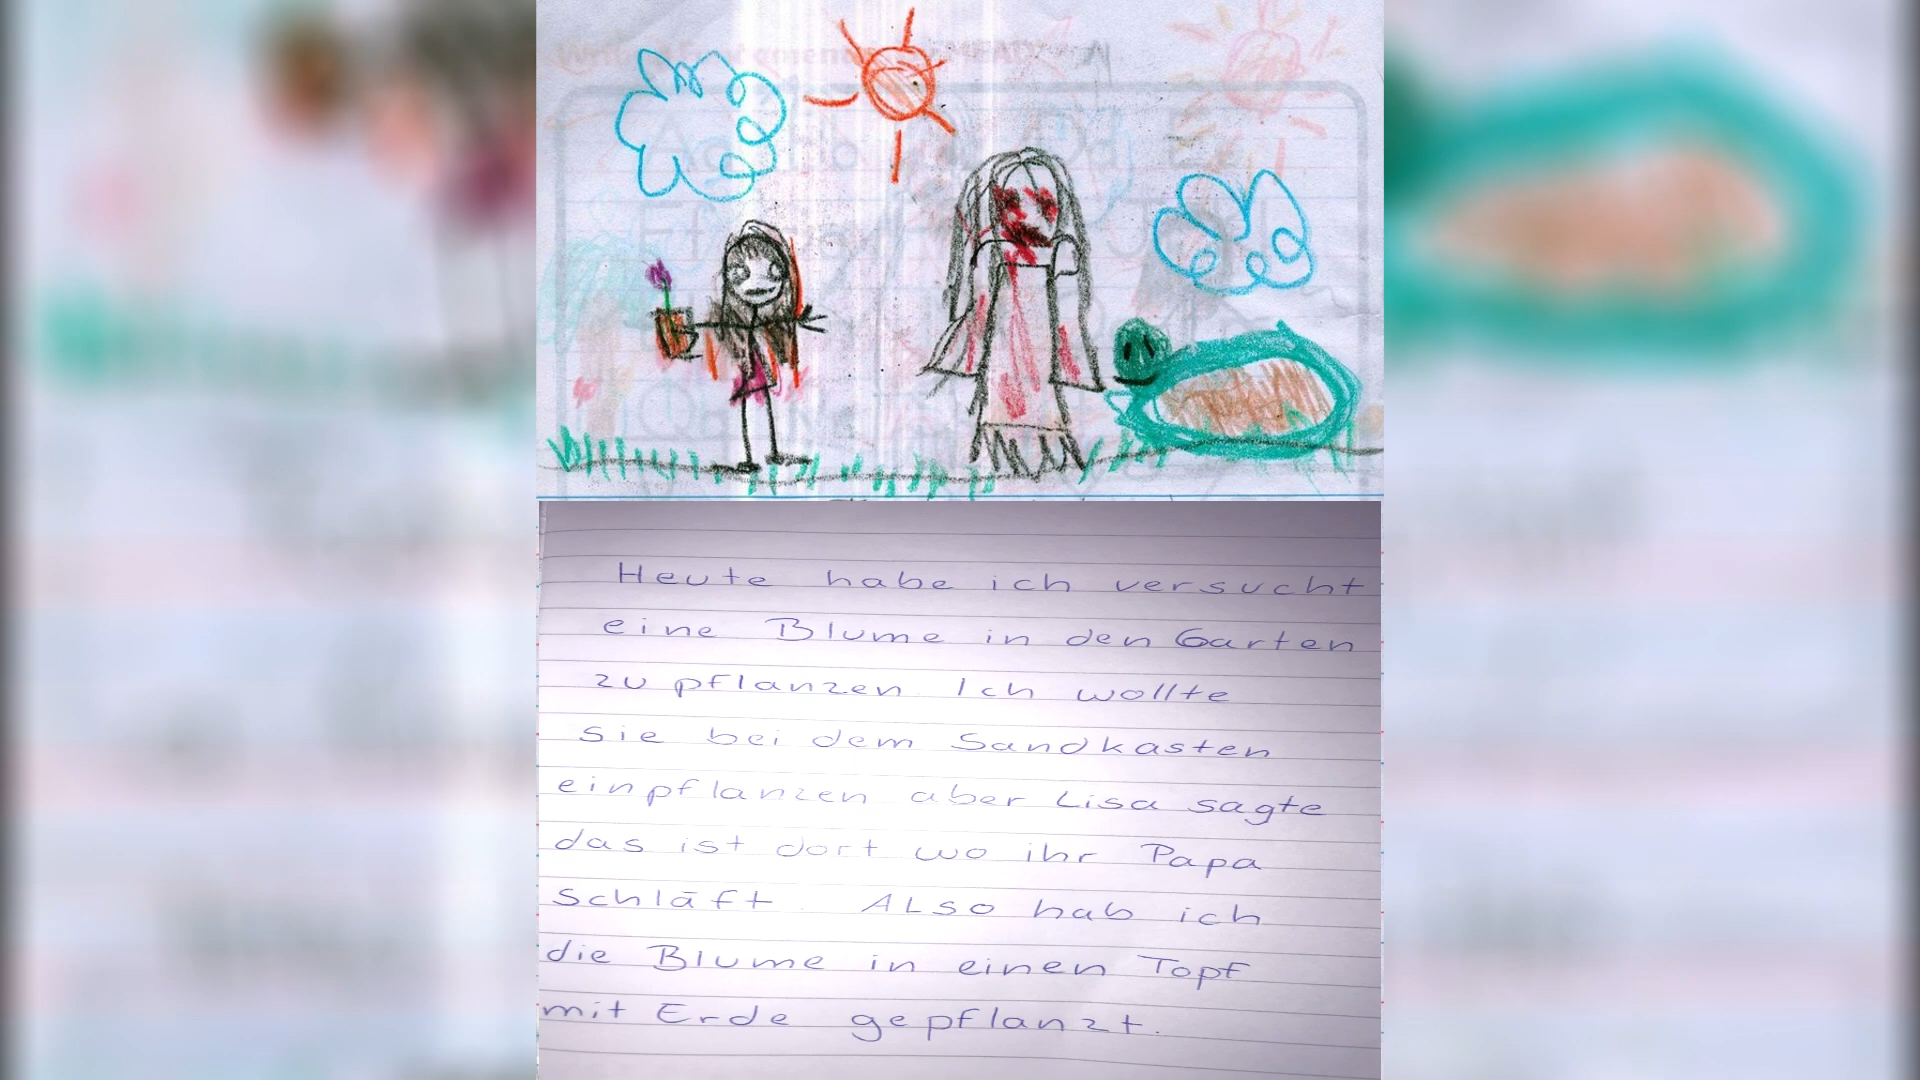 Heute habe ich versucht
eine Blume in den Garten
zu pflanzen. Ich wollte
sie bei dem Sandkasten
einpflanzen aber Lisa sagte
das ist dort wo ihr Papa
schläft. Also hab ich
die Blume in einen Topf
mit Erde gepflanzt.